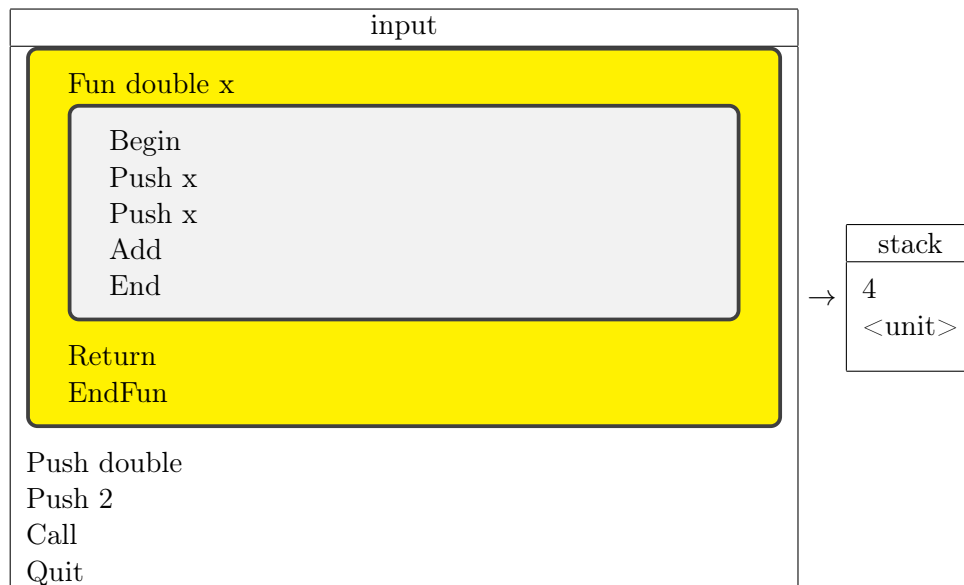 input
Fun double x
Begin
Push x
Push x
Add
End
Return
EndFun
Push double
Push 2
Call
Quit
→
stack
4
<unit>